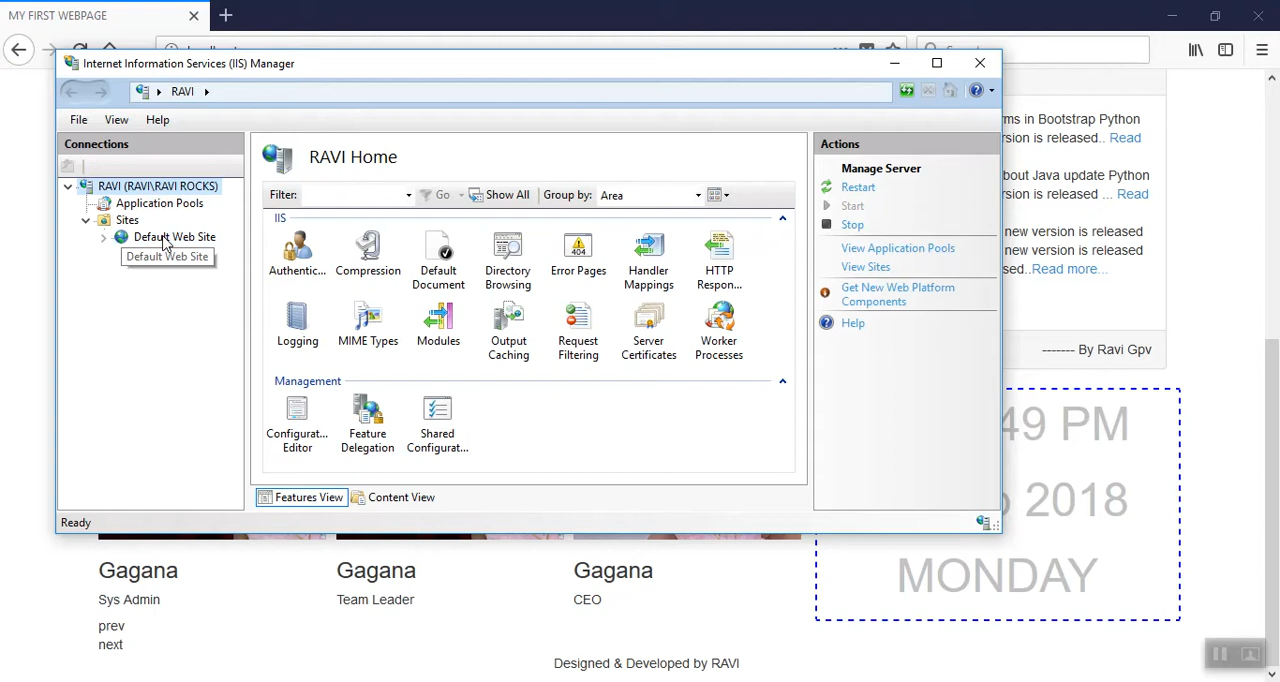 MY FIRST WEBPAGE
Internet Information Services (IIS) Manager
RAVI
File View Help
Connections
RAVI (RAVI\RAVI ROCKS)
Application Pools
Sites
Default Web Site
Default Web Site
RAVI Home
Filter: Go Show All Group by: Area
IIS
Authentic... Compression Default Document Directory Browsing Error Pages Handler Mappings HTTP Respon...
404
Logging MIME Types Modules Output Caching Request Filtering Server Certificates Worker Processes
Management
Configurat... Editor Feature Delegation Shared Configurat...
Features View Content View
Ready
Actions
Manage Server
Restart
Start
Stop
View Application Pools
View Sites
Get New Web Platform
Components
Help
in Bootstrap Python
is released.. Read
Java update Python
is released ... Read
new version is released
new version is released
Read more...
------- By Ravi Gpv
49 PM
2018
MONDAY
Gagana Gagana Gagana
Sys Admin Team Leader CEO
prev
next
Designed & Developed by RAVI